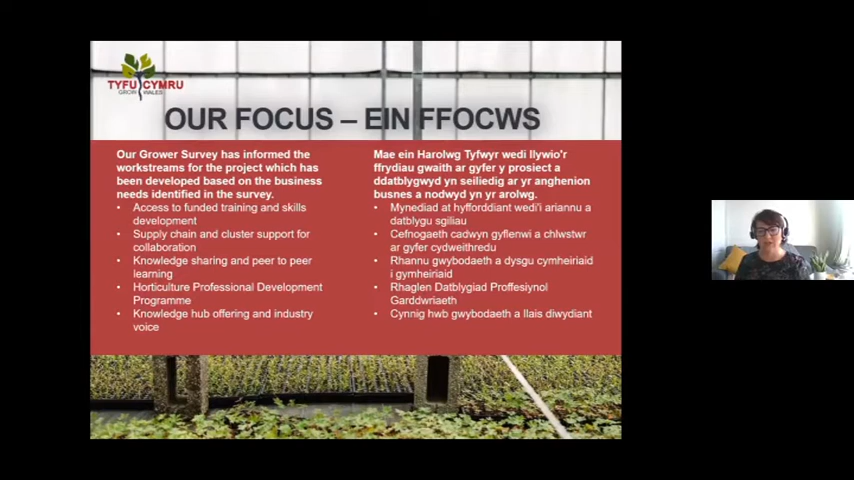 TYFU CYMRU
GROW WALES
OUR FOCUS – EIN FFOCWS
Our Grower Survey has informed the
workstreams for the project which has
been developed based on the business
needs identified in the survey.
• Access to funded training and skills
development
• Supply chain and cluster support for
collaboration
• Knowledge sharing and peer to peer
learning
• Horticulture Professional Development
Programme
• Knowledge hub offering and industry
voice
Mae ein Harolwg Tyfwyr wedi llywio'r
ffrydiau gwaith ar gyfer y prosiect a
ddatblygwyd yn seiliedig ar yr anghenion
busnes a nodwyd yn yr arolwg.
• Mynediad at hyfforddiant wedi'i ariannu a
datblygu sgiliau
• Cefnogaeth cadwyn gyflenwi a chlwstwr
ar gyfer cydweithredu
• Rhannu gwybodaeth a dysgu cymheiriaid
i gymheiriaid
• Rhaglen Datblygiad Proffesiynol
Garddwriaeth
• Cynnig hwb gwybodaeth a llais diwydiant